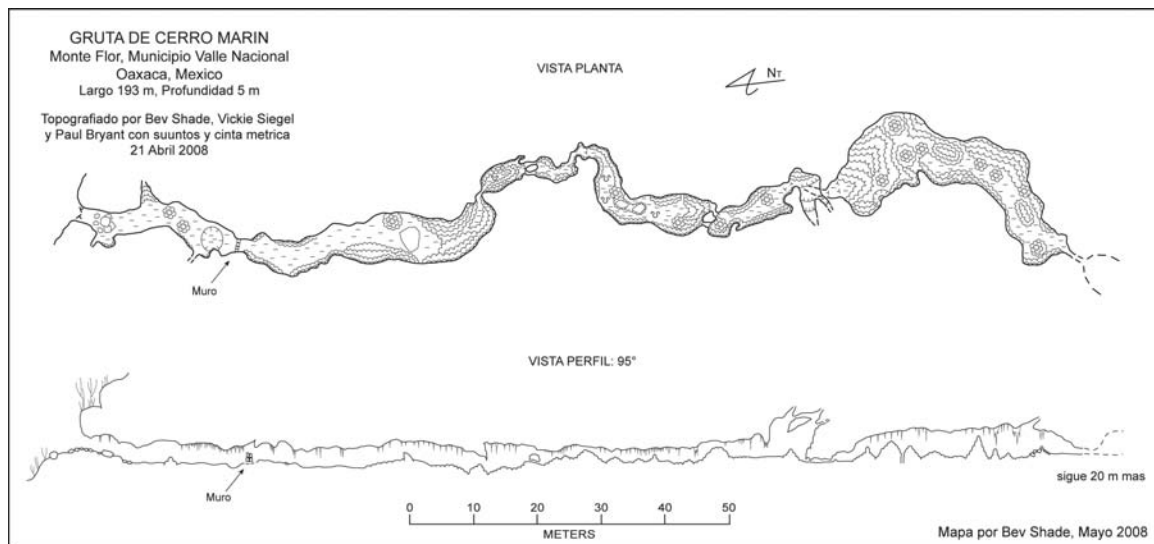 GRUTA DE CERRO MARIN
Monte Flor, Municipio Valle Nacional
Oaxaca, Mexico
Largo 193 m, Profundidad 5 m
Topografiado por Bev Shade, Vickie Siegel
y Paul Bryant con suuntos y cinta metrica
21 Abril 2008
VISTA PLANTA
NT
Muro
VISTA PERFIL: 95°
Muro
sigue 20 m mas
0 10 20 30 40 50
METERS
Mapa por Bev Shade, Mayo 2008